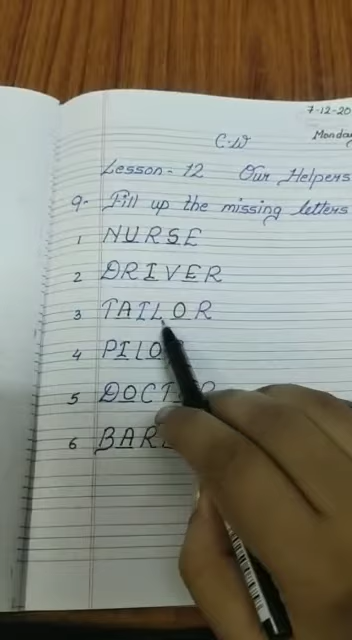 7-12-20
C.W Monday
Lesson - 12 Our Helpers
Q- Fill up the missing letters
1 NURSE
2 DRIVER
3 TAILOR
4 PILO
5 DOCTOR
6 BAR